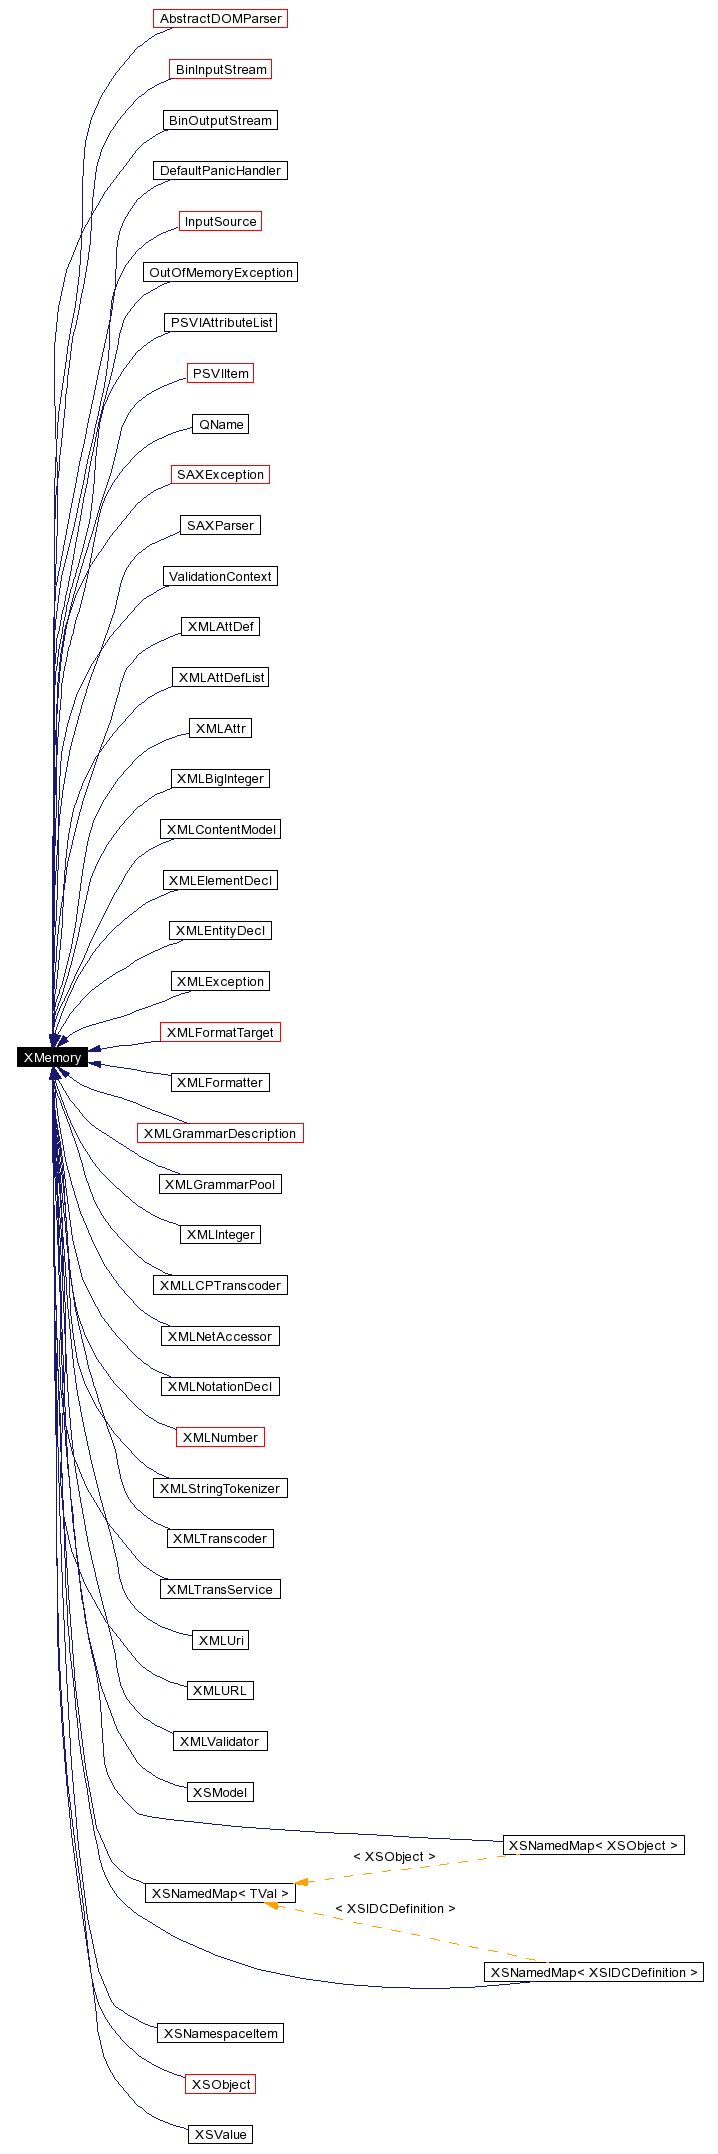 AbstractDOMParser
BinInputStream
BinOutputStream
DefaultPanicHandler
InputSource
OutOfMemoryException
PSVIAttributeList
PSVIItem
QName
SAXException
SAXParser
ValidationContext
XMLAttDef
XMLAttDefList
XMLAttr
XMLBigInteger
XMLContentModel
XMLElementDecl
XMLEntityDecl
XMLException
XMLFormatTarget
XMemory
XMLFormatter
XMLGrammarDescription
XMLGrammarPool
XMLInteger
XMLLCPTranscoder
XMLNetAccessor
XMLNotationDecl
XMLNumber
XMLStringTokenizer
XMLTranscoder
XMLTransService
XMLUri
XMLURL
XMLValidator
XSModel
XSNamedMap< XSObject >
< XSObject >
XSNamedMap< TVal >
< XSIDCDefinition >
XSNamedMap< XSIDCDefinition >
XSNamespaceItem
XSObject
XSValue